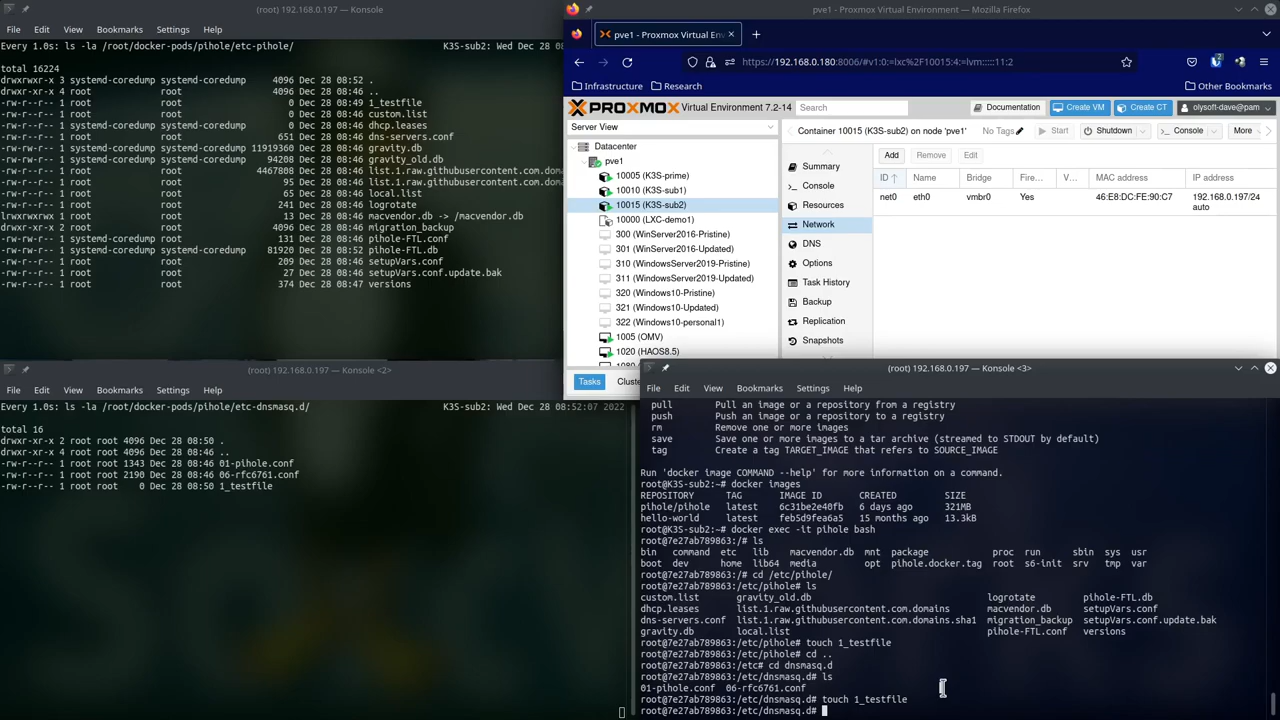 (root) 192.168.0.197 — Konsole
File Edit View Bookmarks Settings Help
Every 1.0s: ls -la /root/docker-pods/pihole/etc-pihole/ K3S-sub2: Wed Dec 28 08
total 16224
drwxrwxr-x 3 systemd-coredump systemd-coredump 4096 Dec 28 08:52 .
drwxr-xr-x 4 root root 4096 Dec 28 08:46 ..
-rw-r--r-- 1 root root 0 Dec 28 08:49 1_testfile
-rw-rw-r-- 1 root root 0 Dec 28 08:46 custom.list
-rw-r--r-- 1 systemd-coredump systemd-coredump 0 Dec 28 08:46 dhcp.leases
-rw-r--r-- 1 root root 651 Dec 28 08:46 dns-servers.conf
-rw-rw-r-- 1 systemd-coredump systemd-coredump 11919360 Dec 28 08:46 gravity.db
-rw-rw-r-- 1 systemd-coredump systemd-coredump 94208 Dec 28 08:46 gravity_old.db
-rw-r--r-- 1 root root 4467808 Dec 28 08:46 list.1.raw.githubusercontent.com.doma
-rw-r--r-- 1 root root 95 Dec 28 08:46 list.1.raw.githubusercontent.com.doma
-rw-r--r-- 1 root root 65 Dec 28 08:46 local.list
-rw-r--r-- 1 root root 241 Dec 28 08:46 logrotate
lrwxrwxrwx 1 root root 13 Dec 28 08:46 macvendor.db -> /macvendor.db
drwxr-xr-x 2 root root 4096 Dec 28 08:46 migration_backup
-rw-rw-r-- 1 systemd-coredump root 131 Dec 28 08:46 pihole-FTL.conf
-rw-r--r-- 1 systemd-coredump systemd-coredump 81920 Dec 28 08:52 pihole-FTL.db
-rw-r--r-- 1 root root 209 Dec 28 08:46 setupVars.conf
-rw-r--r-- 1 root root 27 Dec 28 08:46 setupVars.conf.update.bak
-rw-r--r-- 1 root root 374 Dec 28 08:47 versions
pve1 - Proxmox Virtual Environment — Mozilla Firefox
pve1 - Proxmox Virtual Env
https://192.168.0.180:8006/#v1:0:=lxc%2F10015:4:=lvm:::::11:2
Infrastructure Research Other Bookmarks
PROXMOX Virtual Environment 7.2-14 Search Documentation Create VM Create CT olysoft-dave@pam
Server View
Datacenter
pve1
10005 (K3S-prime)
10010 (K3S-sub1)
10015 (K3S-sub2)
10000 (LXC-demo1)
300 (WinServer2016-Pristine)
301 (WinServer2016-Updated)
310 (WindowsServer2019-Pristine)
311 (WindowsServer2019-Updated)
320 (Windows10-Pristine)
321 (Windows10-Updated)
322 (Windows10-personal1)
1005 (OMV)
1020 (HAOS8.5)
Container 10015 (K3S-sub2) on node 'pve1' No Tags Start Shutdown Console More
Summary
Console
Resources
Network
DNS
Options
Task History
Backup
Replication
Snapshots
Add Remove Edit
ID Name Bridge Fire... V... MAC address IP address
net0 eth0 vmbr0 Yes 46:E8:DC:FE:90:C7 192.168.0.197/24
auto
Tasks Cluste
(root) 192.168.0.197 — Konsole <2>
File Edit View Bookmarks Settings Help
Every 1.0s: ls -la /root/docker-pods/pihole/etc-dnsmasq.d/ K3S-sub2: Wed Dec 28 08:52:07 2022
total 16
drwxr-xr-x 2 root root 4096 Dec 28 08:50 .
drwxr-xr-x 4 root root 4096 Dec 28 08:46 ..
-rw-r--r-- 1 root root 1343 Dec 28 08:46 01-pihole.conf
-rw-r--r-- 1 root root 2190 Dec 28 08:46 06-rfc6761.conf
-rw-r--r-- 1 root root 0 Dec 28 08:50 1_testfile
(root) 192.168.0.197 — Konsole <3>
File Edit View Bookmarks Settings Help
pull Pull an image or a repository from a registry
push Push an image or a repository to a registry
rm Remove one or more images
save Save one or more images to a tar archive (streamed to STDOUT by default)
tag Create a tag TARGET_IMAGE that refers to SOURCE_IMAGE
Run 'docker image COMMAND --help' for more information on a command.
root@K3S-sub2:~# docker images
REPOSITORY TAG IMAGE ID CREATED SIZE
pihole/pihole latest 6c31be2e40fb 6 days ago 321MB
hello-world latest feb5d9fea6a5 15 months ago 13.3kB
root@K3S-sub2:~# docker exec -it pihole bash
root@7e27ab789863:/# ls
bin command etc lib macvendor.db mnt package proc run sbin sys usr
boot dev home lib64 media opt pihole.docker.tag root s6-init srv tmp var
root@7e27ab789863:/# cd /etc/pihole/
root@7e27ab789863:/etc/pihole# ls
custom.list gravity_old.db logrotate pihole-FTL.db
dhcp.leases list.1.raw.githubusercontent.com.domains macvendor.db setupVars.conf
dns-servers.conf list.1.raw.githubusercontent.com.domains.sha1 migration_backup setupVars.conf.update.bak
gravity.db local.list pihole-FTL.conf versions
root@7e27ab789863:/etc/pihole# touch 1_testfile
root@7e27ab789863:/etc/pihole# cd ..
root@7e27ab789863:/etc# cd dnsmasq.d
root@7e27ab789863:/etc/dnsmasq.d# ls
01-pihole.conf 06-rfc6761.conf
root@7e27ab789863:/etc/dnsmasq.d# touch 1_testfile
root@7e27ab789863:/etc/dnsmasq.d#